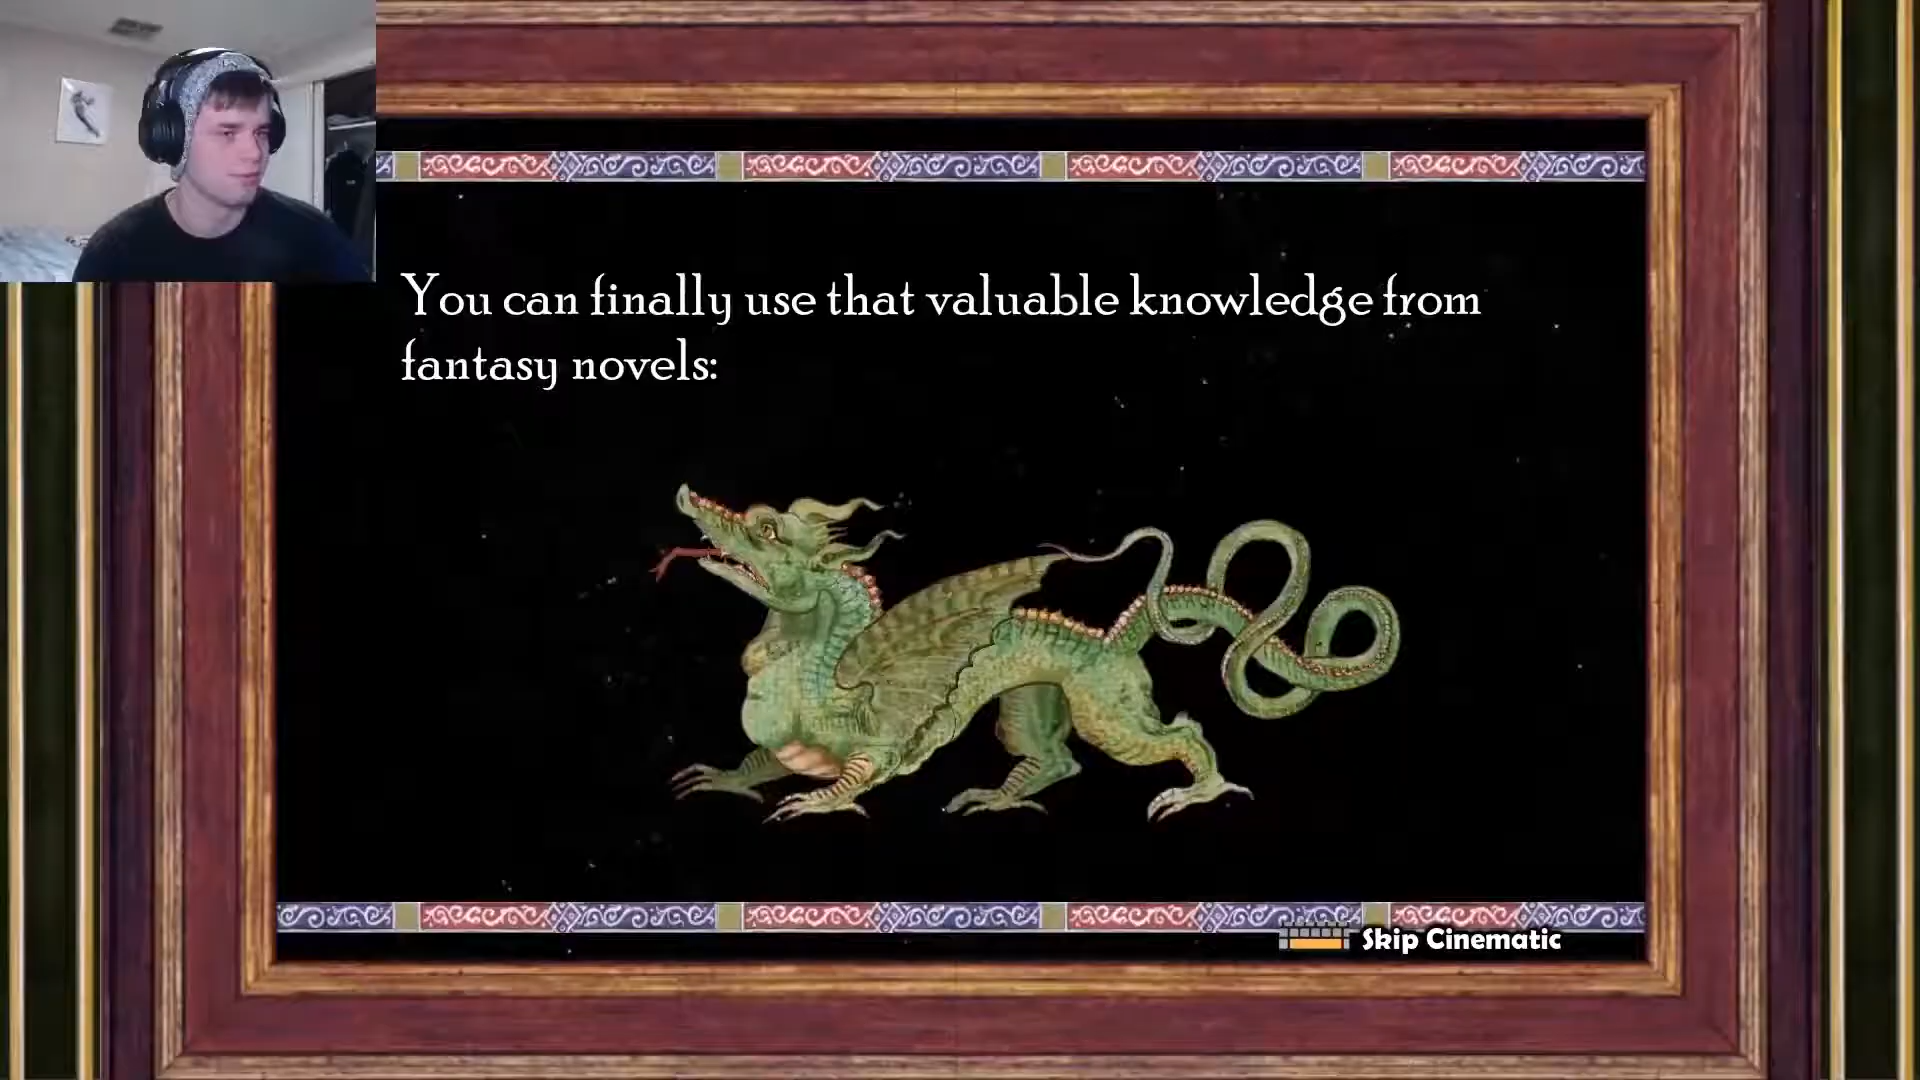 You can finally use that valuable knowledge from
fantasy novels:
Skip Cinematic